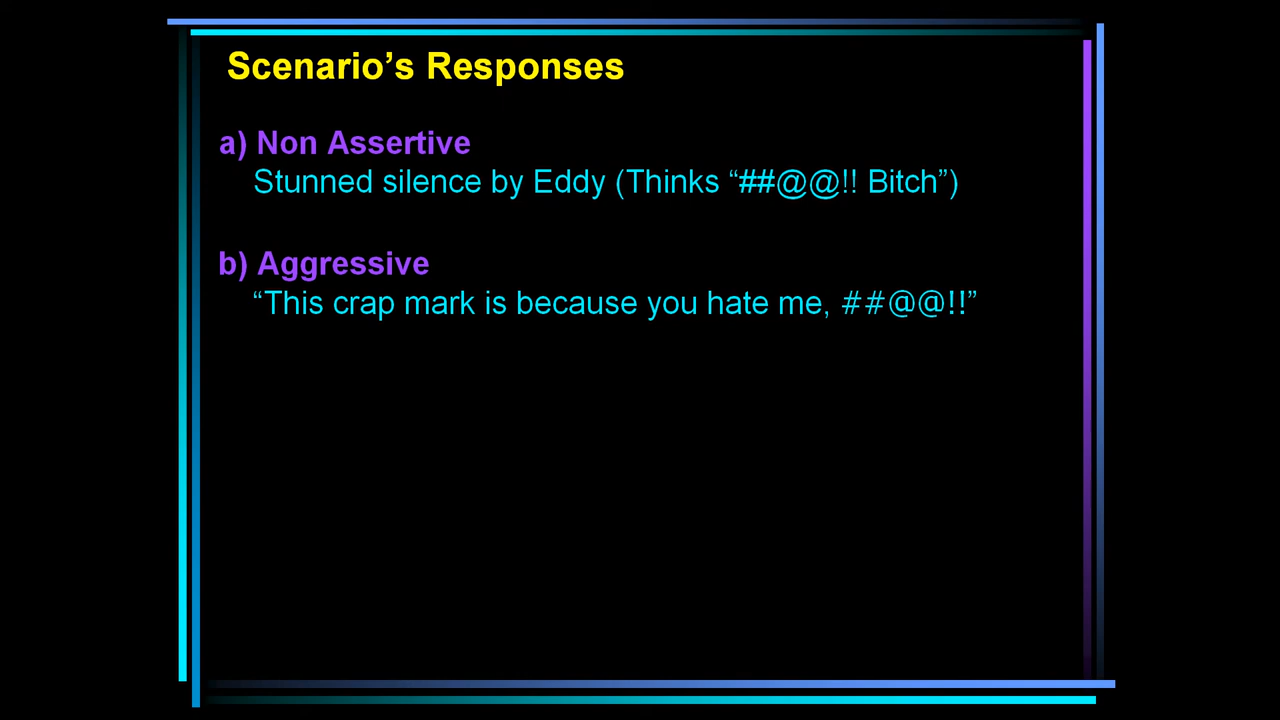 Scenario’s Responses
a) Non Assertive
Stunned silence by Eddy (Thinks “##@@!! Bitch”)
b) Aggressive
“This crap mark is because you hate me, ##@@!!”